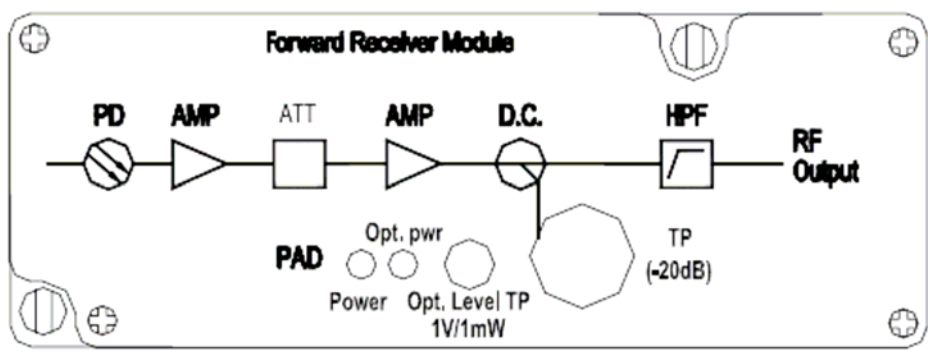 Forward Receiver Module
PD AMP ATT AMP D.C. HPF
RF
Output
Opt. pwr
PAD
TP
(-20dB)
Power Opt. Level TP
1V/1mW